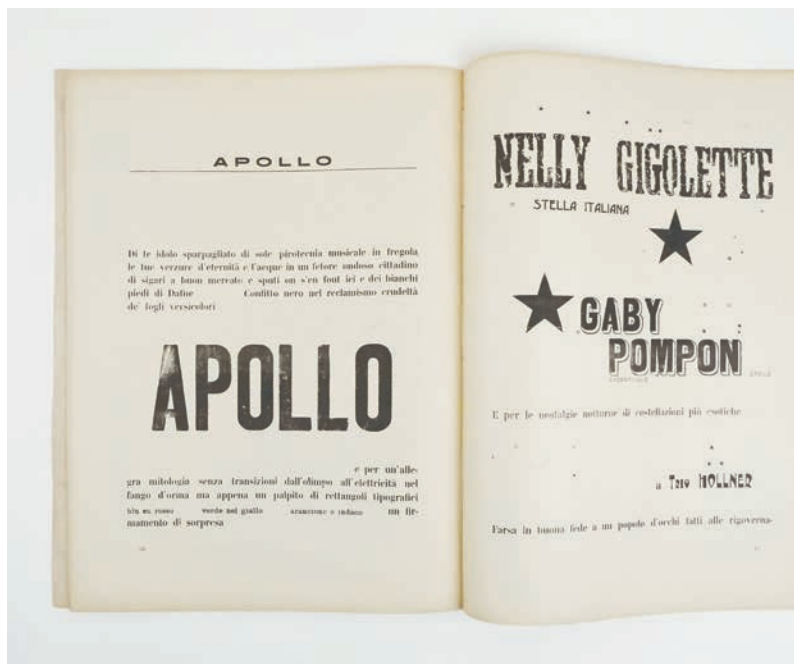 APOLLO
Di te idolo sparpagliato di sole pirotecnia musicale in fregola
le tue verzure d'eternità e l'acque in un fetore ondoso cittadino
di sigari a buon mercato e sputi on s'en fout ici e dei bianchi
piedi di Dafne Confitto nero nel reclamismo crudeltà
de' fogli versicolori
APOLLO
e per un'alle-
gra mitologia senza transizioni dall'olimpo all'elettricità nel
fango d'orma ma appena un palpito di rettangoli tipografici
blu su rosso verde nel giallo arancione e indaco un fir-
mamento di sorpresa
NELLY GIGOLETTE
STELLA ITALIANA
GABY
POMPON
E per le nostalgie notturne di costellazioni più esotiche
a
Farsa in buona fede a un popolo d'occhi fatti alle rigoverna-